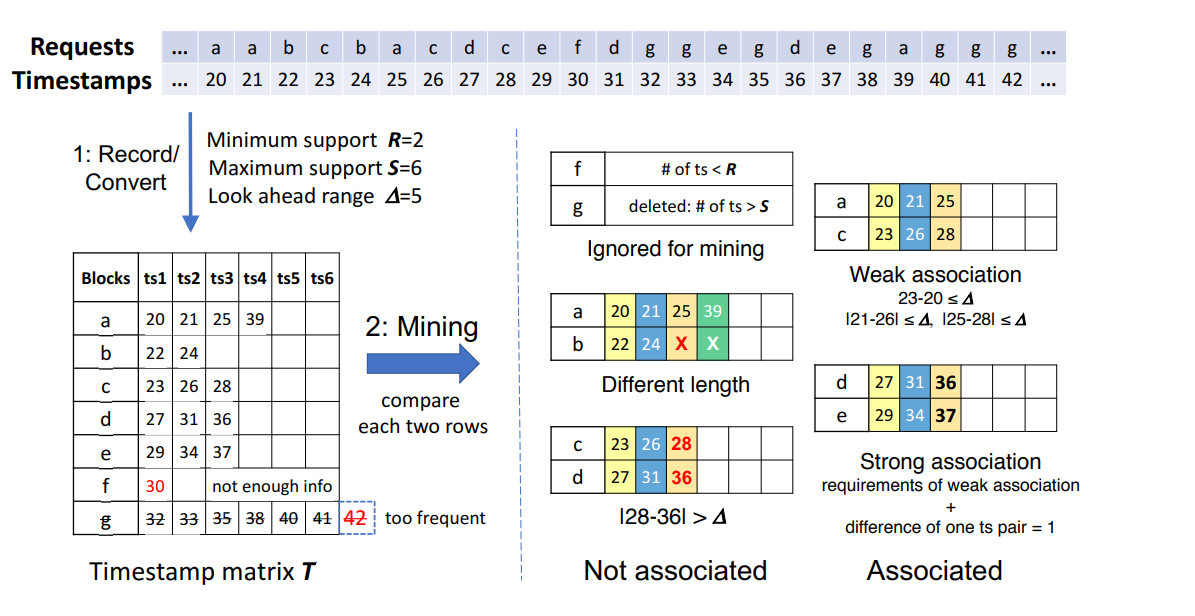 Requests ... a a b c b a c d c e f d g g e g d e g a g g g ...
Timestamps ... 20 21 22 23 24 25 26 27 28 29 30 31 32 33 34 35 36 37 38 39 40 41 42 ...
1: Record/
Convert
Minimum support R=2
Maximum support S=6
Look ahead range Δ=5
Blocks ts1 ts2 ts3 ts4 ts5 ts6
a 20 21 25 39
b 22 24
c 23 26 28
d 27 31 36
e 29 34 37
f 30 not enough info
g 32 33 35 38 40 41 42 too frequent
Timestamp matrix T
2: Mining
compare
each two rows
f # of ts < R
g deleted: # of ts > S
Ignored for mining
a 20 21 25 39
b 22 24 X X
Different length
c 23 26 28
d 27 31 36
|28-36| > Δ
Not associated
a 20 21 25
c 23 26 28
Weak association
23-20 ≤ Δ
|21-26| ≤ Δ, |25-28| ≤ Δ
d 27 31 36
e 29 34 37
Strong association
requirements of weak association
+
difference of one ts pair = 1
Associated